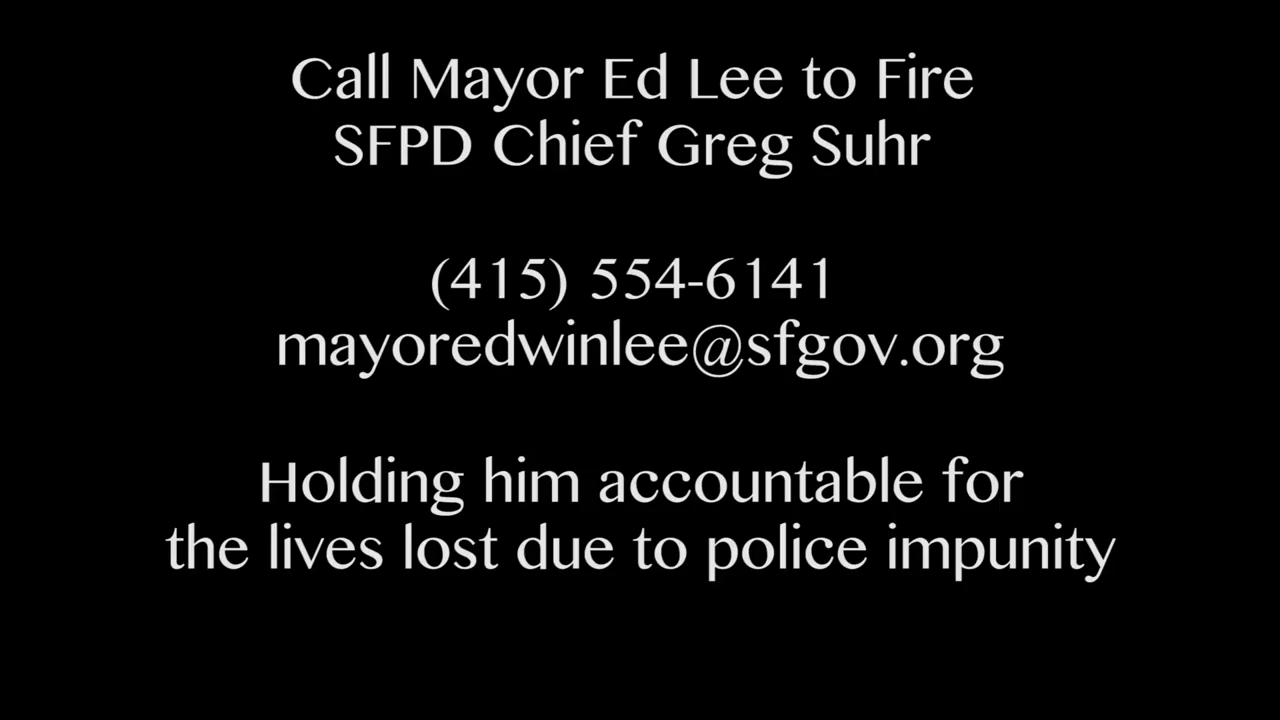 Call Mayor Ed Lee to Fire
SFPD Chief Greg Suhr
(415) 554-6141
mayoredwinlee@sfgov.org
Holding him accountable for
the lives lost due to police impunity